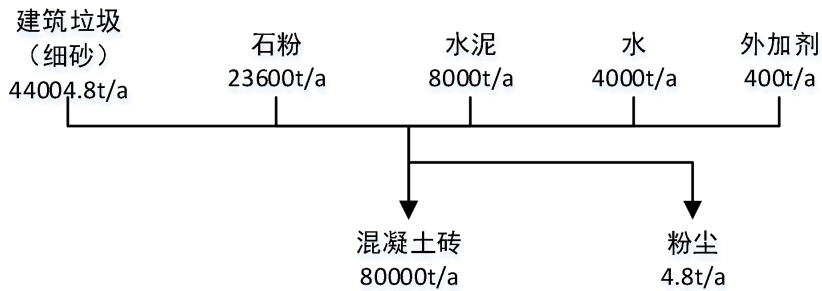 建筑垃圾
（细砂）
44004.8t/a
石粉
23600t/a
水泥
8000t/a
水
4000t/a
外加剂
400t/a
混凝土砖
80000t/a
粉尘
4.8t/a